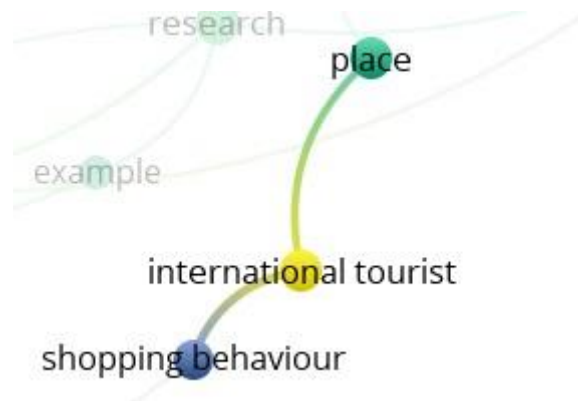 research
place
example
international tourist
shopping behaviour